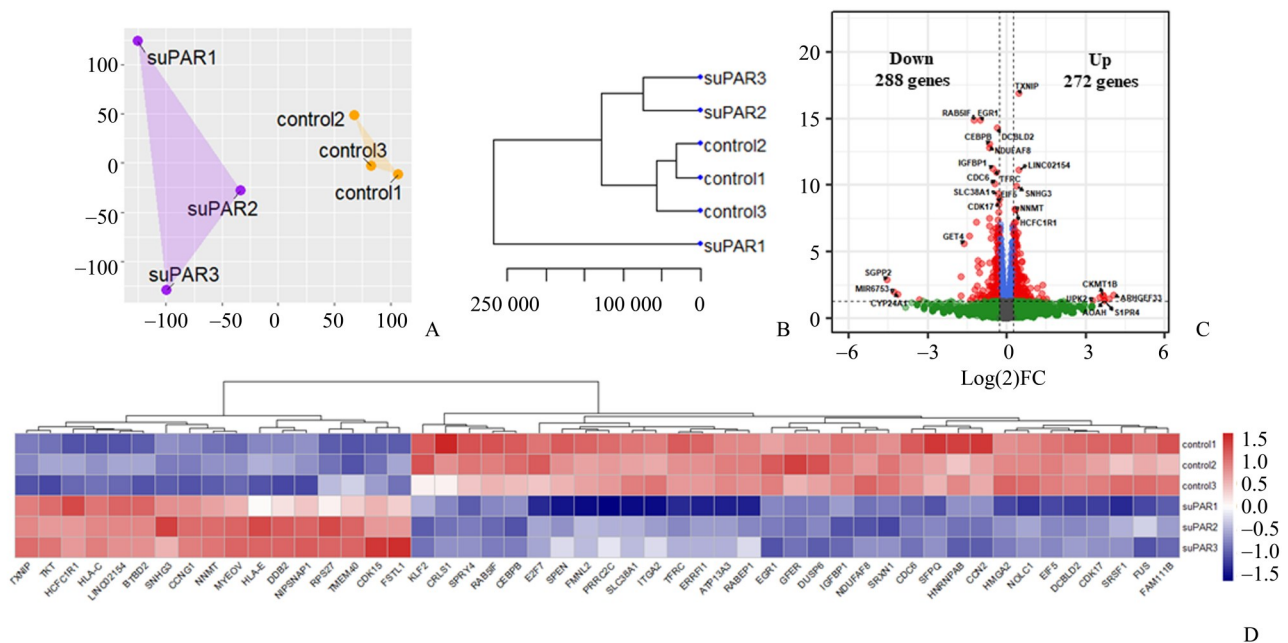 100
50
0
−50
−100
−100
−50
0
50
100
suPAR1
control2
control3
control1
suPAR2
suPAR3
A
suPAR3
suPAR2
control2
control1
control3
suPAR1
250 000
100 000
0
B
20
15
10
5
0
Down
288 genes
Up
272 genes
TXNIP
RAB5IF
EGR1
CEBPB
DCBLD2
NDUFAF8
IGFBP1
LINC02154
CDC6
TFRC
SLC38A1
EIF5
SNHG3
CDK17
NNMT
HCFC1R1
GET4
SGPP2
MIR6753
CYP24A1
CKMT1B
UPK2
ARHGEF33
AOAH
S1PR4
−6
−3
0
3
6
Log(2)FC
C
control1
control2
control3
suPAR1
suPAR2
suPAR3
1.5
1.0
0.5
0.0
−0.5
−1.0
−1.5
TXNIP
TKT
HCFC1R1
HLA-C
LINC02154
BTBD2
SNHG3
CCNG1
NNMT
MYEOV
HLA-E
DDB2
NIPSNAP1
RPS27
TMEM40
CDK15
FSTL1
KLF2
CRLS1
SPRY4
RAB5IF
CEBPB
E2F7
SPEN
FMNL2
PRRC2C
SLC38A1
ITGA2
TFRC
ERRFI1
ATP13A3
RABEP1
EGR1
GFER
DUSP6
IGFBP1
NDUFAF8
SRXN1
CDC6
SFPQ
HNRNPAB
CCN2
HMGA2
NOLC1
EIF5
DCBLD2
CDK17
SRSF1
FUS
FAM111B
D